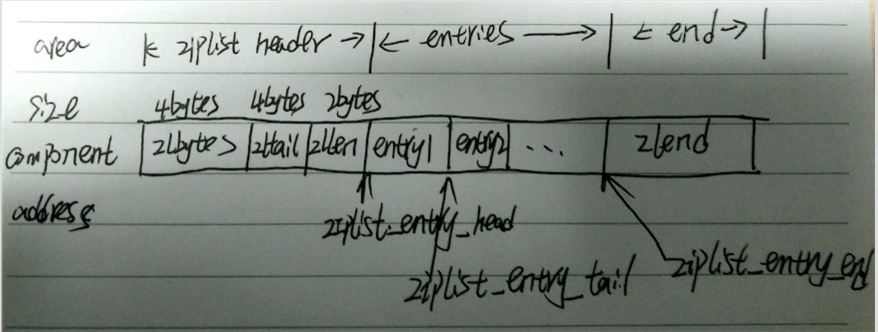 area |← ziplist header →|← entries →| ← end →|
size 4bytes 4bytes 2bytes
component zlbytes zltail zllen entry1 entry2 ... zlend
address
ziplist_entry_head
ziplist_entry_tail ziplist_entry_end